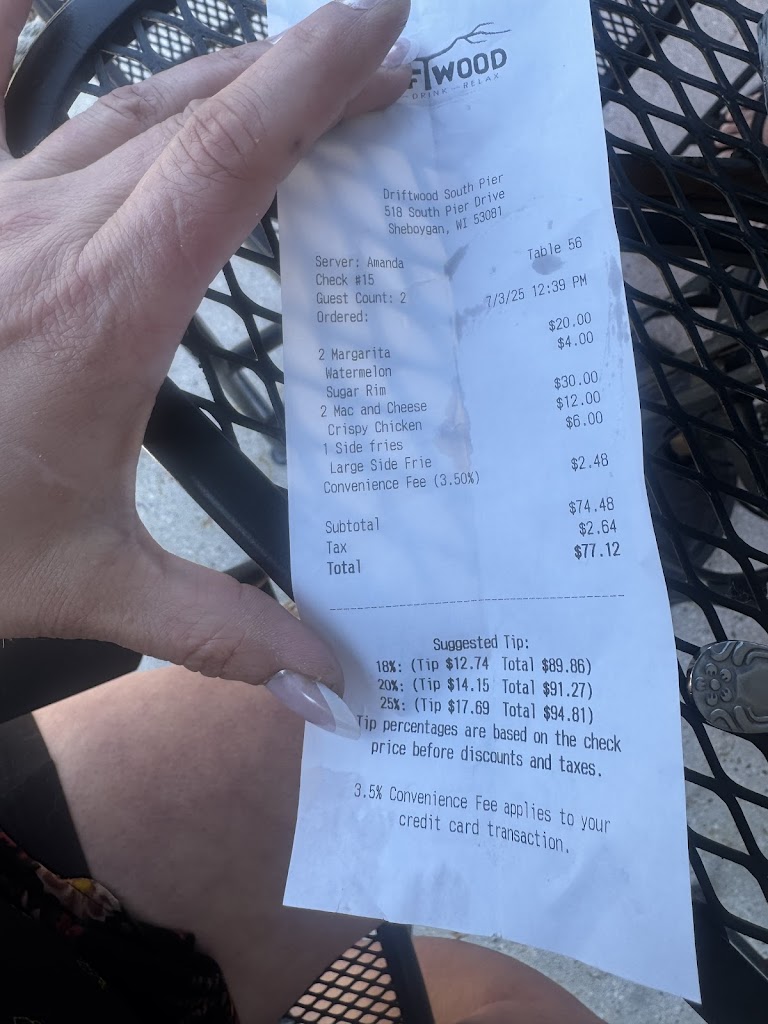 FTWOOD
DRINK — RELAX
Driftwood South Pier
518 South Pier Drive
Sheboygan, WI 53081
Server: Amanda Table 56
Check #15
Guest Count: 2 7/3/25 12:39 PM
Ordered:
2 Margarita $20.00
Watermelon $4.00
Sugar Rim
2 Mac and Cheese $30.00
Crispy Chicken $12.00
1 Side fries $6.00
Large Side Frie
Convenience Fee (3.50%) $2.48
Subtotal $74.48
Tax $2.64
Total $77.12
Suggested Tip:
18%: (Tip $12.74 Total $89.86)
20%: (Tip $14.15 Total $91.27)
25%: (Tip $17.69 Total $94.81)
Tip percentages are based on the check
price before discounts and taxes.
3.5% Convenience Fee applies to your
credit card transaction.